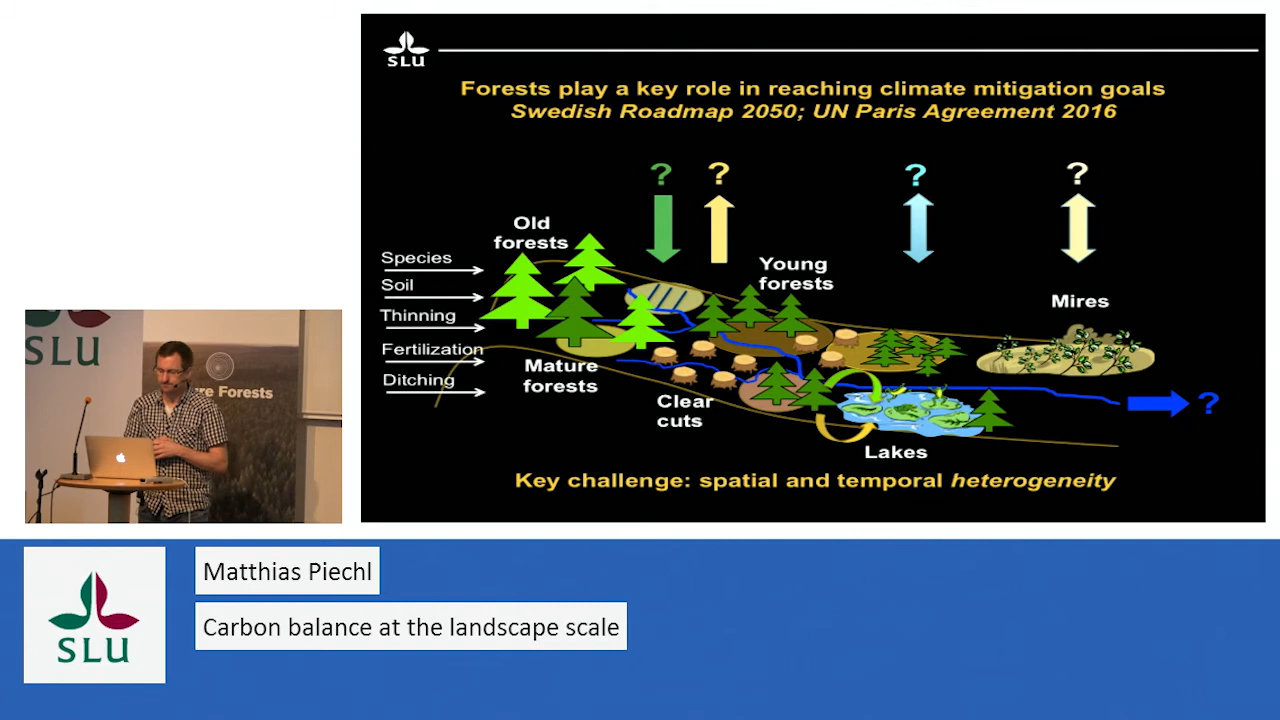 SLU
Forests play a key role in reaching climate mitigation goals
Swedish Roadmap 2050; UN Paris Agreement 2016
? ? ? ?
Old
forests
Species
Soil
Thinning
Fertilization
Ditching
Young
forests
Mires
Mature
forests
Clear
cuts
?
Lakes
Key challenge: spatial and temporal heterogeneity
SLU
Forests
SLU
Matthias Piechl
Carbon balance at the landscape scale